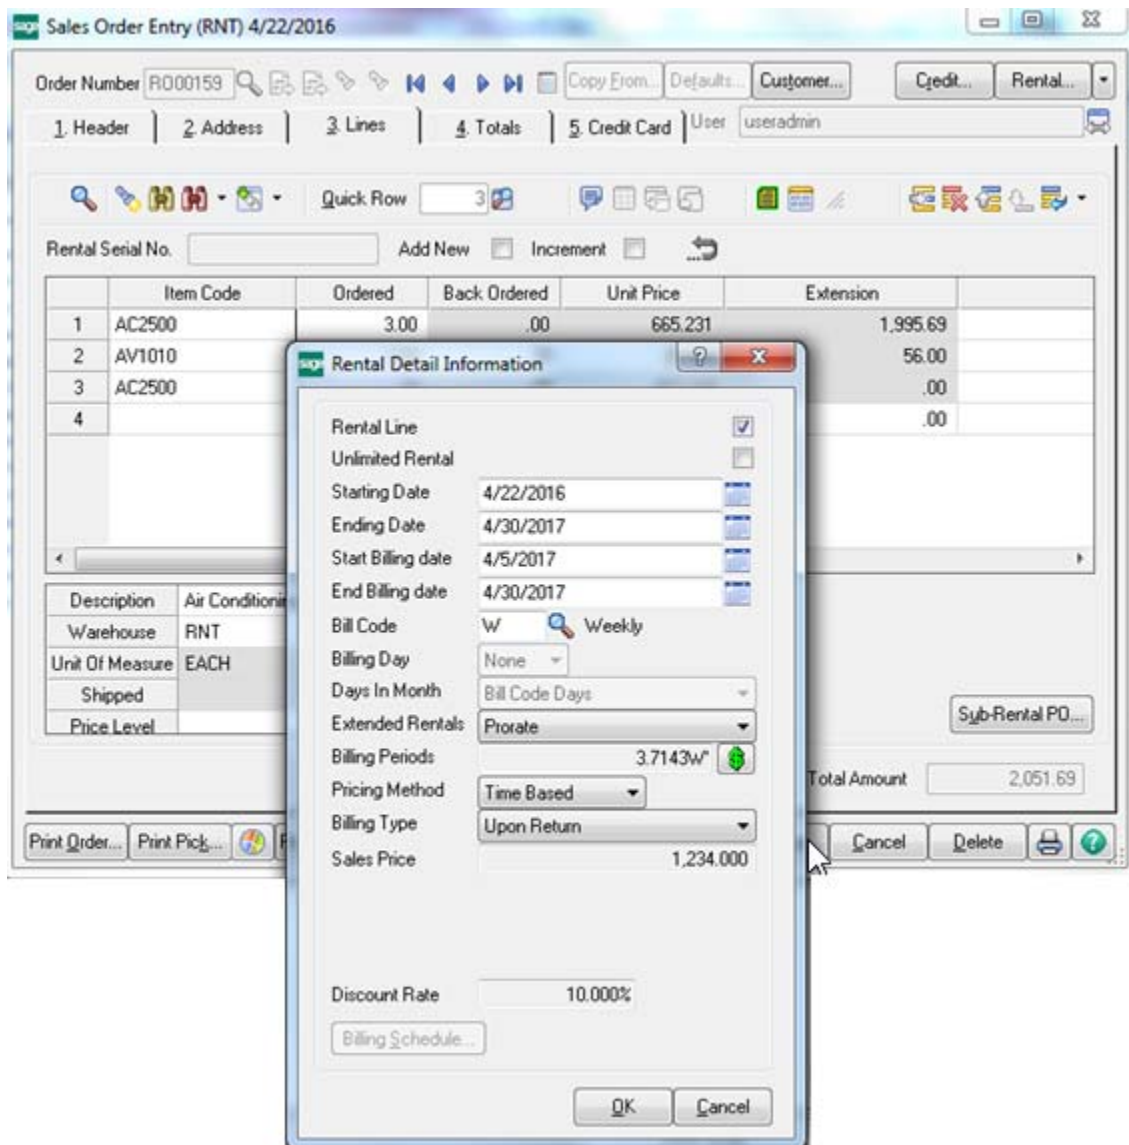 sage Sales Order Entry (RNT) 4/22/2016
Order Number RO00159 Copy From... Defaults... Customer... Credit... Rental...
1. Header 2. Address 3. Lines 4. Totals 5. Credit Card User useradmin
Quick Row 3
Rental Serial No. Add New Increment
Item Code Ordered Back Ordered Unit Price Extension
1 AC2500 3.00 .00 665.231 1,995.69
2 AV1010 56.00
3 AC2500 .00
4 .00
Description Air Conditioni
Warehouse RNT
Unit Of Measure EACH
Shipped
Price Level
Sub-Rental PO...
Total Amount 2,051.69
Print Order... Print Pick... Cancel Delete
sage Rental Detail Information
Rental Line
Unlimited Rental
Starting Date 4/22/2016
Ending Date 4/30/2017
Start Billing date 4/5/2017
End Billing date 4/30/2017
Bill Code W Weekly
Billing Day None
Days In Month Bill Code Days
Extended Rentals Prorate
Billing Periods 3.7143W"
Pricing Method Time Based
Billing Type Upon Return
Sales Price 1,234.000
Discount Rate 10.000%
Billing Schedule...
OK Cancel